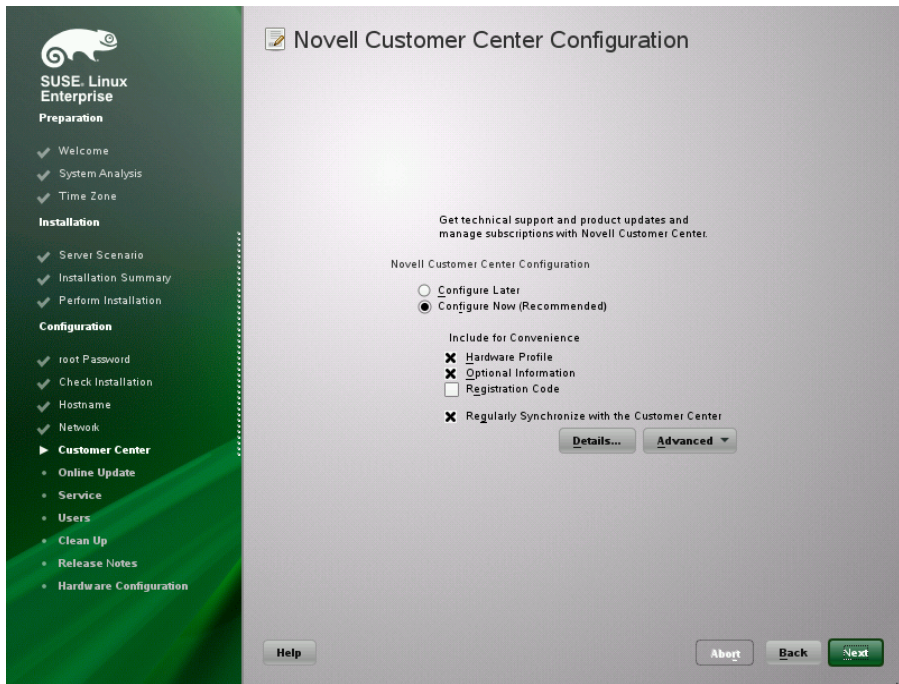 SUSE. Linux
Enterprise
Preparation
Welcome
System Analysis
Time Zone
Installation
Server Scenario
Installation Summary
Perform Installation
Configuration
root Password
Check Installation
Hostname
Network
Customer Center
Online Update
Service
Users
Clean Up
Release Notes
Hardware Configuration
Novell Customer Center Configuration
Get technical support and product updates and
manage subscriptions with Novell Customer Center.
Novell Customer Center Configuration
Configure Later
Configure Now (Recommended)
Include for Convenience
Hardware Profile
Optional Information
Registration Code
Regularly Synchronize with the Customer Center
Details... Advanced
Help Abort Back Next